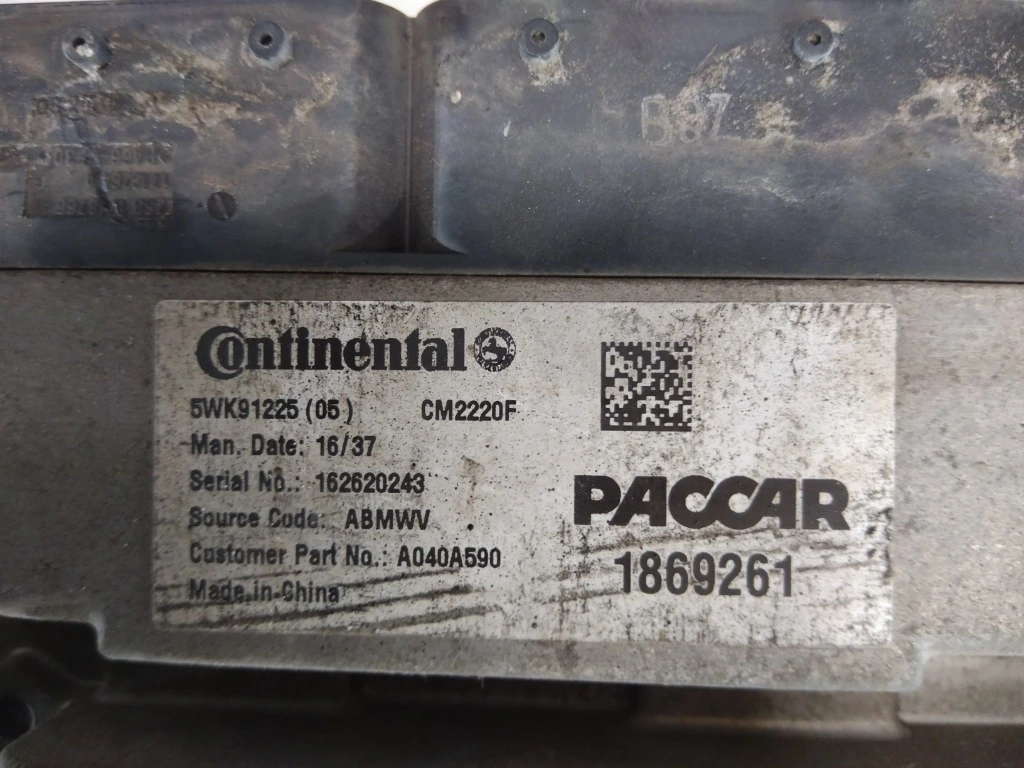 B87
Continental
5WK91225 (05) CM2220F
Man. Date: 16/37
Serial No.: 162620243
Source Code: ABMWV
Customer Part No.: A040A590
Made in China
PACCAR
1869261